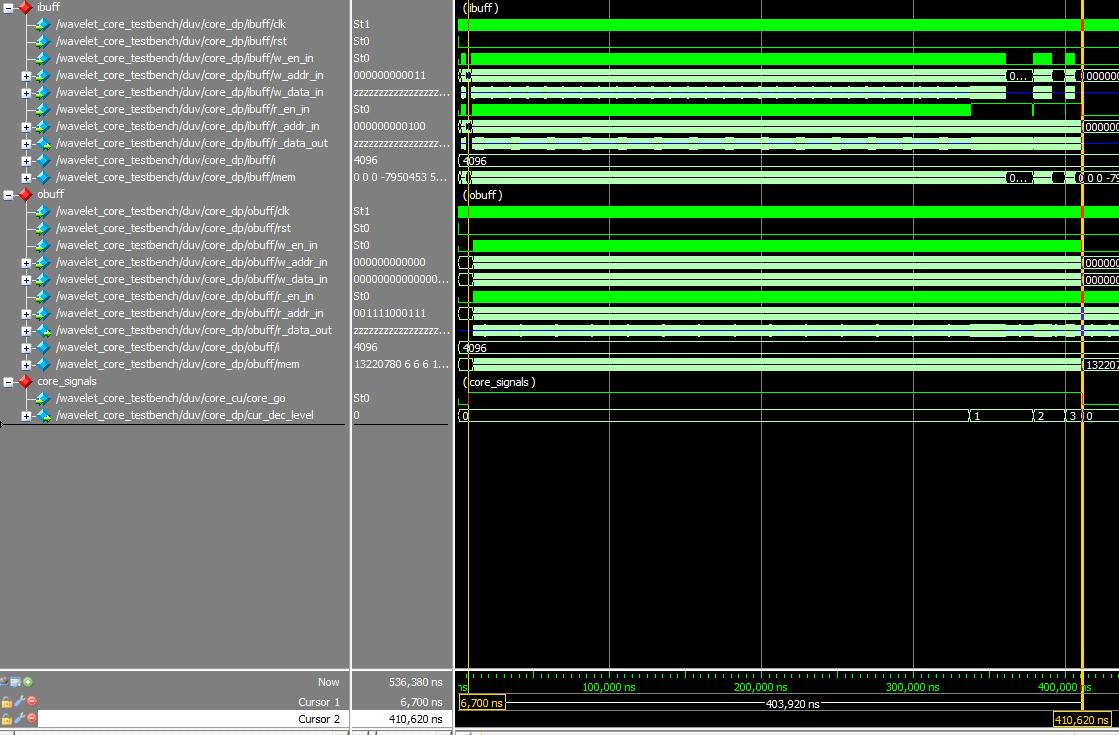 ibuff (ibuff)
/wavelet_core_testbench/duv/core_dp/ibuff/clk St1
/wavelet_core_testbench/duv/core_dp/ibuff/rst St0
/wavelet_core_testbench/duv/core_dp/ibuff/w_en_in St0
/wavelet_core_testbench/duv/core_dp/ibuff/w_addr_in 000000000011 0... 000000
/wavelet_core_testbench/duv/core_dp/ibuff/w_data_in zzzzzzzzzzzzzzzzzz...
/wavelet_core_testbench/duv/core_dp/ibuff/r_en_in St0
/wavelet_core_testbench/duv/core_dp/ibuff/r_addr_in 000000000100 000000
/wavelet_core_testbench/duv/core_dp/ibuff/r_data_out zzzzzzzzzzzzzzzzzz...
/wavelet_core_testbench/duv/core_dp/ibuff/i 4096 4096
/wavelet_core_testbench/duv/core_dp/ibuff/mem 0 0 0 -7950453 5... 0... 0 0 0 -79
obuff (obuff)
/wavelet_core_testbench/duv/core_dp/obuff/clk St1
/wavelet_core_testbench/duv/core_dp/obuff/rst St0
/wavelet_core_testbench/duv/core_dp/obuff/w_en_in St0
/wavelet_core_testbench/duv/core_dp/obuff/w_addr_in 000000000000 000000
/wavelet_core_testbench/duv/core_dp/obuff/w_data_in 00000000000000... 000000
/wavelet_core_testbench/duv/core_dp/obuff/r_en_in St0
/wavelet_core_testbench/duv/core_dp/obuff/r_addr_in 001111000111
/wavelet_core_testbench/duv/core_dp/obuff/r_data_out zzzzzzzzzzzzzzzzzz...
/wavelet_core_testbench/duv/core_dp/obuff/i 4096 4096
/wavelet_core_testbench/duv/core_dp/obuff/mem 13220780 6 6 6 1... 13220
core_signals (core_signals)
/wavelet_core_testbench/duv/core_cu/core_go St0
/wavelet_core_testbench/duv/core_dp/cur_dec_level 0 0 1 2 3 0
Now 536,380 ns ns 100,000 ns 200,000 ns 300,000 ns 400,000 ns
Cursor 1 6,700 ns 6,700 ns 403,920 ns
Cursor 2 410,620 ns 410,620 ns